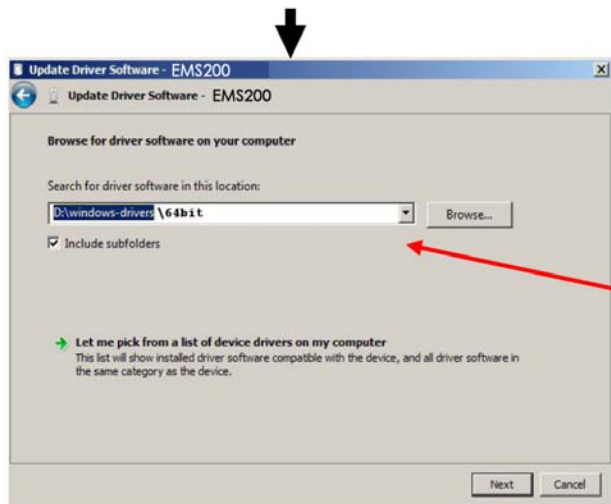 Update Driver Software - EMS200
Update Driver Software - EMS200
Browse for driver software on your computer
Search for driver software in this location:
D:\windows-drivers \64bit
Browse...
Include subfolders
Let me pick from a list of device drivers on my computer
This list will show installed driver software compatible with the device, and all driver software in
the same category as the device.
Next Cancel